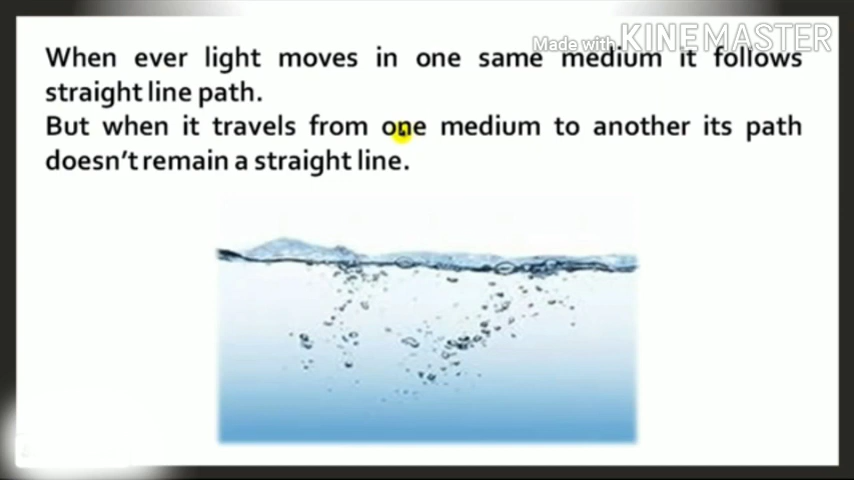 Made with KINEMASTER
When ever light moves in one same medium it follows
straight line path.
But when it travels from one medium to another its path
doesn't remain a straight line.